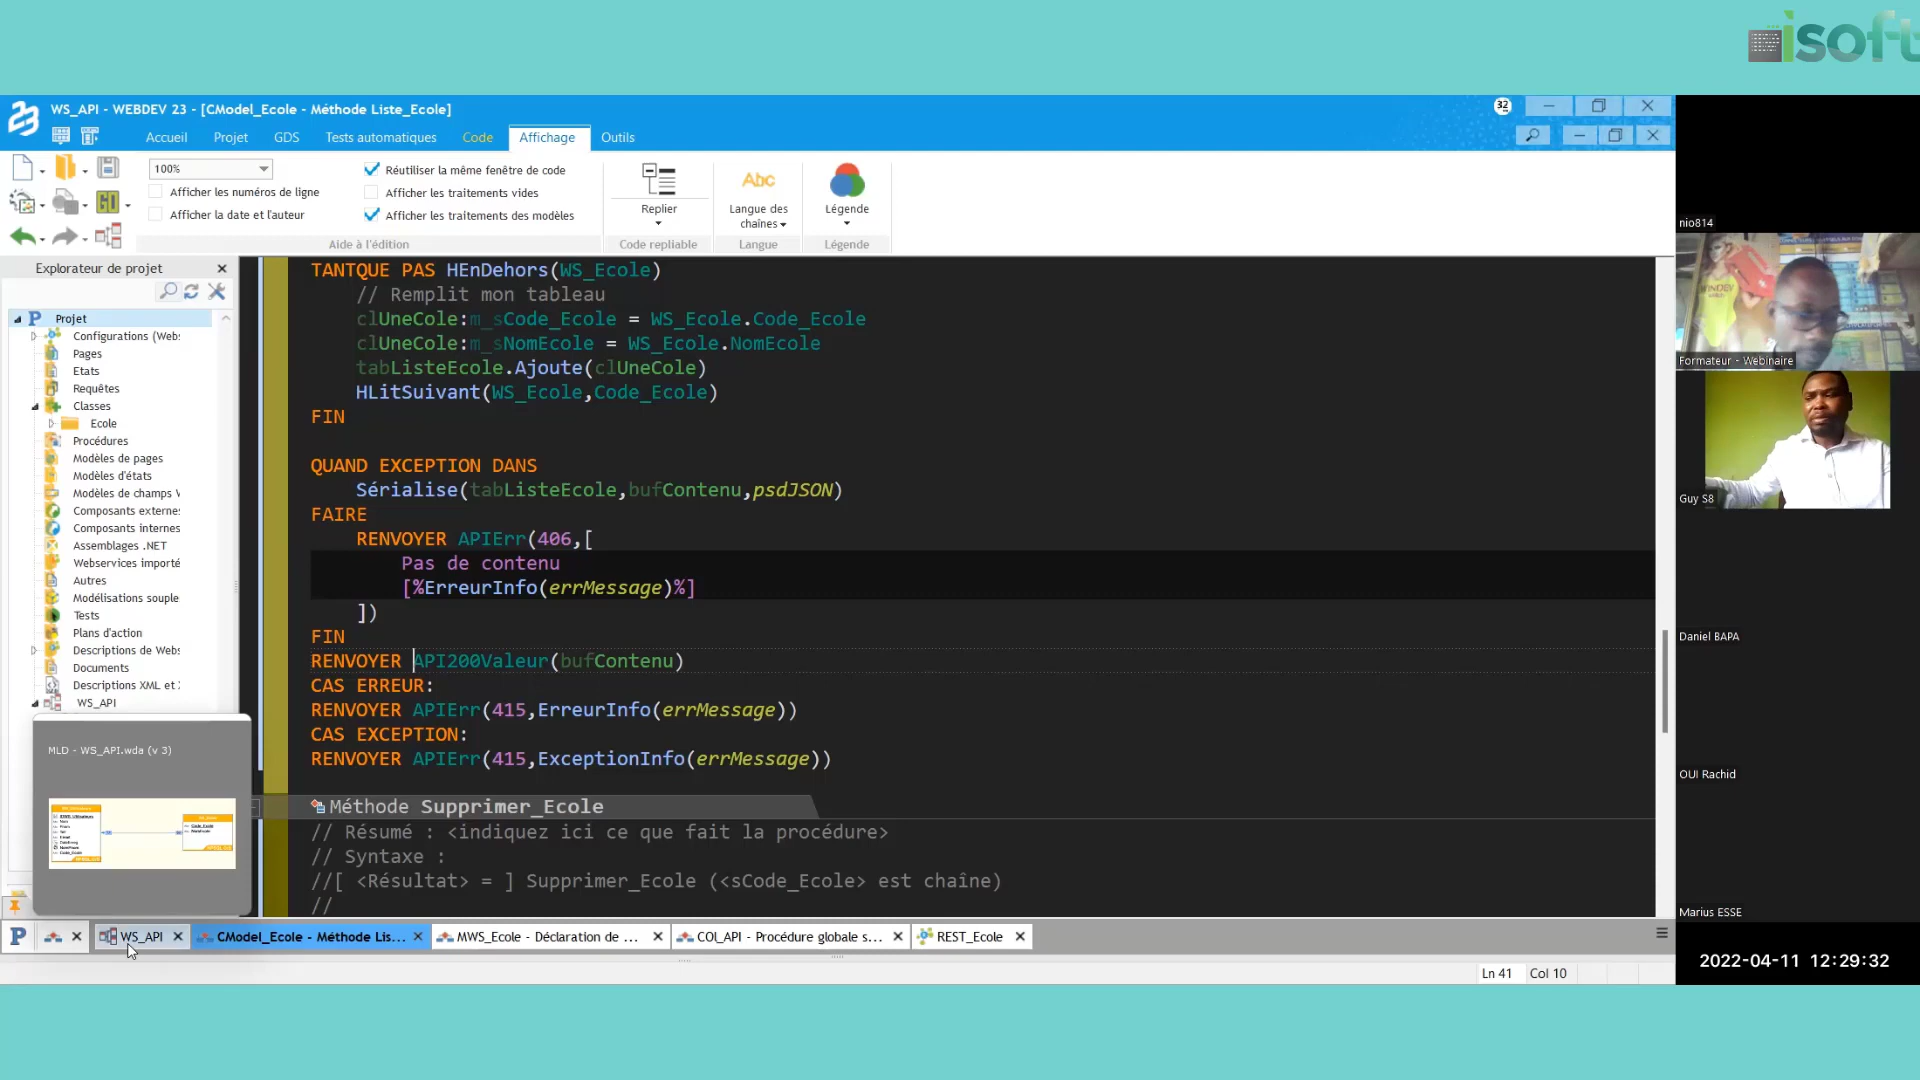 isoft
WS_API - WEBDEV 23 - [CModel_Ecole - Méthode Liste_Ecole]
32
Accueil
Projet
GDS
Tests automatiques
Code
Affichage
Outils
100%
Afficher les numéros de ligne
Afficher la date et l'auteur
Réutiliser la même fenêtre de code
Afficher les traitements vides
Afficher les traitements des modèles
Aide à l'édition
Replier
Code repliable
Abc
Langue des
chaînes
Langue
Légende
Légende
GO
Explorateur de projet
Projet
Configurations (Webs
Pages
Etats
Requêtes
Classes
Ecole
Procédures
Modèles de pages
Modèles d'états
Modèles de champs V
Composants externe:
Composants internes
Assemblages .NET
Webservices importé
Autres
Modélisations souple
Tests
Plans d'action
Descriptions de Webs
Documents
Descriptions XML et
WS_API
TANTQUE PAS HEnDehors(WS_Ecole)
// Remplit mon tableau
clUneCole:m_sCode_Ecole = WS_Ecole.Code_Ecole
clUneCole:m_sNomEcole = WS_Ecole.NomEcole
tabListeEcole.Ajoute(clUneCole)
HLitSuivant(WS_Ecole,Code_Ecole)
FIN
QUAND EXCEPTION DANS
Sérialise(tabListeEcole,bufContenu,psdJSON)
FAIRE
RENVOYER APIErr(406,[
Pas de contenu
[%ErreurInfo(errMessage)%]
])
FIN
RENVOYER API200Valeur(bufContenu)
CAS ERREUR:
RENVOYER APIErr(415,ErreurInfo(errMessage))
CAS EXCEPTION:
RENVOYER APIErr(415,ExceptionInfo(errMessage))
Méthode Supprimer_Ecole
// Résumé : <indiquez ici ce que fait la procédure>
// Syntaxe :
//[ <Résultat> = ] Supprimer_Ecole (<sCode_Ecole> est chaîne)
//
MLD - WS_API.wda (v 3)
P
WS_API
CModel_Ecole - Méthode Lis...
MWS_Ecole - Déclaration de ...
COL_API - Procédure globale s...
REST_Ecole
Ln 41
Col 10
nio814
WINDEV
Formateur - Webinaire
Guy S8
Daniel BAPA
OUI Rachid
Marius ESSE
2022-04-11 12:29:32